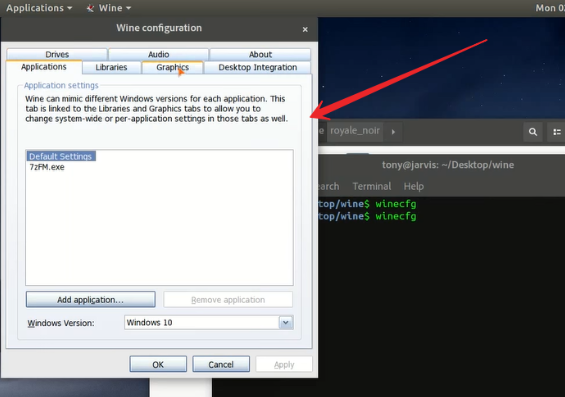 Applications Wine Mon 0
Wine configuration ×
Drives Audio About
Applications Libraries Graphics Desktop Integration
Application settings
Wine can mimic different Windows versions for each application. This
tab is linked to the Libraries and Graphics tabs to allow you to
change system-wide or per-application settings in those tabs as well.
Default Settings
7zFM.exe
Add application...
Remove application
Windows Version:
Windows 10
OK
Cancel
Apply
e royale_noir
tony@jarvis: ~/Desktop/wine
earch Terminal Help
top/wine$ winecfg
top/wine$ winecfg